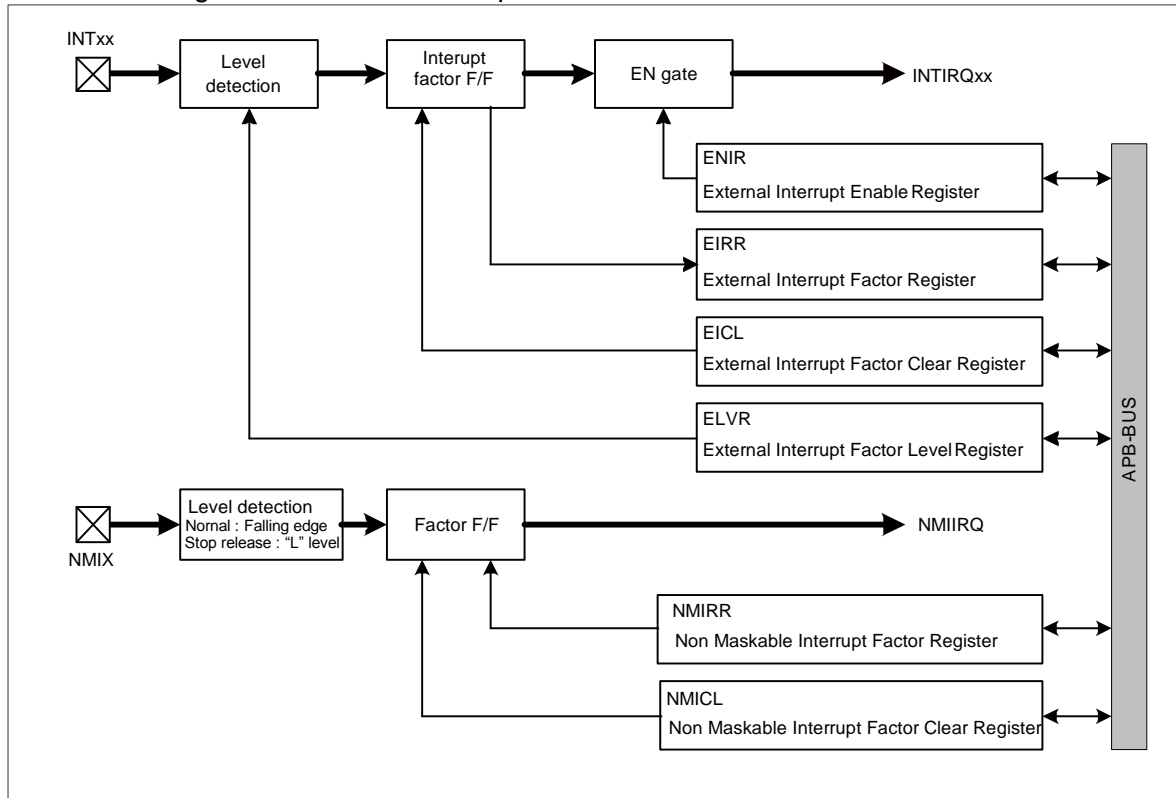 INTxx
Level
detection
Interupt
factor F/F
EN gate
INTIRQxx
ENIR
External Interrupt Enable Register
EIRR
External Interrupt Factor Register
EICL
External Interrupt Factor Clear Register
ELVR
External Interrupt Factor Level Register
APB-BUS
Level detection
Nornal : Falling edge
Stop release : “L” level
Factor F/F
NMIIRQ
NMIX
NMIRR
Non Maskable Interrupt Factor Register
NMICL
Non Maskable Interrupt Factor Clear Register